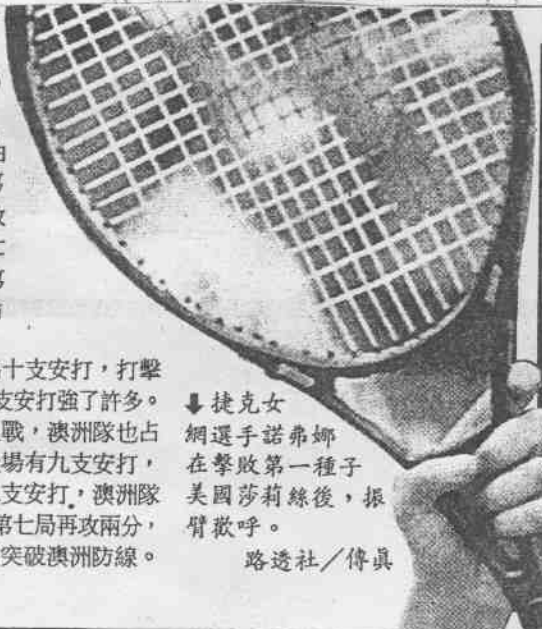 十支安打，打擊
支安打強了許多。
戰，澳洲隊也占
場有九支安打，
支安打，澳洲隊
第七局再攻兩分，
突破澳洲防線。
⬇捷克女
網選手諾弗娜
在擊敗第一種子
美國莎莉絲後，振
臂歡呼。
路透社／傳眞